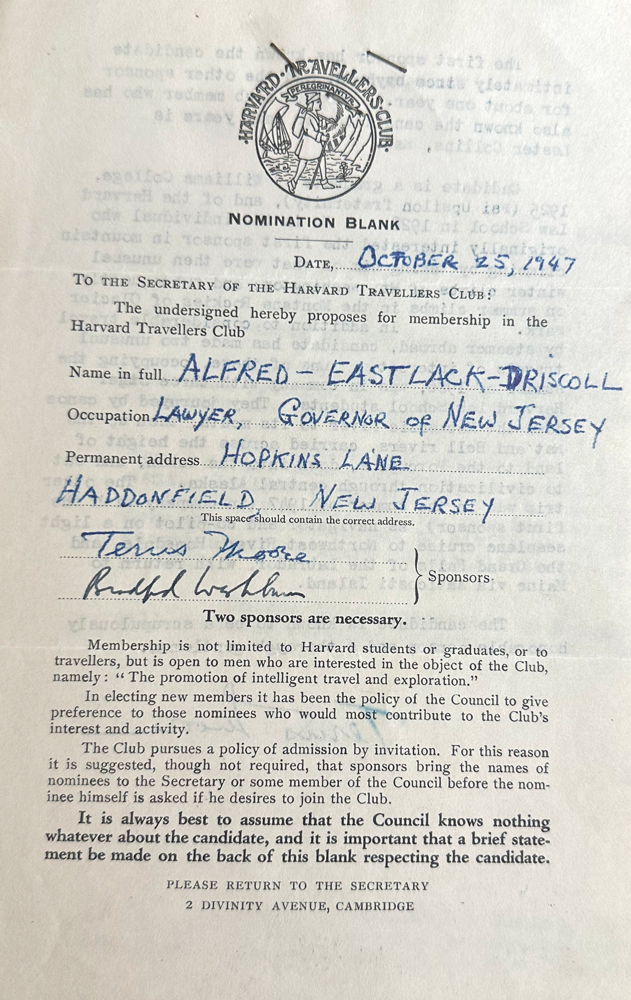 HARVARD·TRAVELLERS·CLUB·
PEREGRINANTVR
NOMINATION BLANK
DATE, OCTOBER 25, 1947
TO THE SECRETARY OF THE HARVARD TRAVELLERS CLUB:
The undersigned hereby proposes for membership in the
Harvard Travellers Club
Name in full ALFRED - EASTLACK - DRISCOLL
Occupation LAWYER, GOVERNOR of NEW JERSEY
Permanent address HOPKINS LANE
HADDONFIELD NEW JERSEY
This space should contain the correct address.
Terris Moore
Bradford Washburn
Sponsors
Two sponsors are necessary.
Membership is not limited to Harvard students or graduates, or to
travellers, but is open to men who are interested in the object of the Club,
namely: “The promotion of intelligent travel and exploration.”
In electing new members it has been the policy of the Council to give
preference to those nominees who would most contribute to the Club's
interest and activity.
The Club pursues a policy of admission by invitation. For this reason
it is suggested, though not required, that sponsors bring the names of
nominees to the Secretary or some member of the Council before the nom-
inee himself is asked if he desires to join the Club.
It is always best to assume that the Council knows nothing
whatever about the candidate, and it is important that a brief state-
ment be made on the back of this blank respecting the candidate.
PLEASE RETURN TO THE SECRETARY
2 DIVINITY AVENUE, CAMBRIDGE